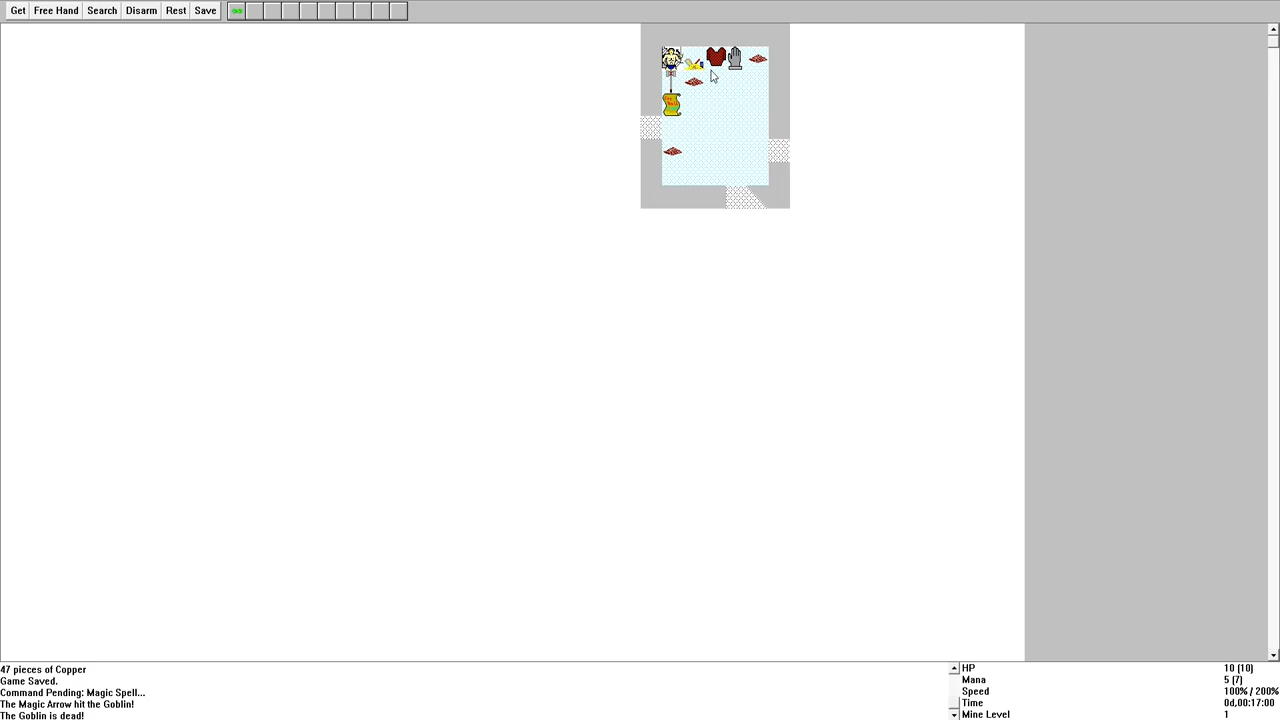 Get Free Hand Search Disarm Rest Save
47 pieces of Copper
Game Saved.
Command Pending: Magic Spell...
The Magic Arrow hit the Goblin!
The Goblin is dead!
HP 10 (10)
Mana 5 (7)
Speed 100% / 200%
Time 0d,00:17:00
Mine Level 1